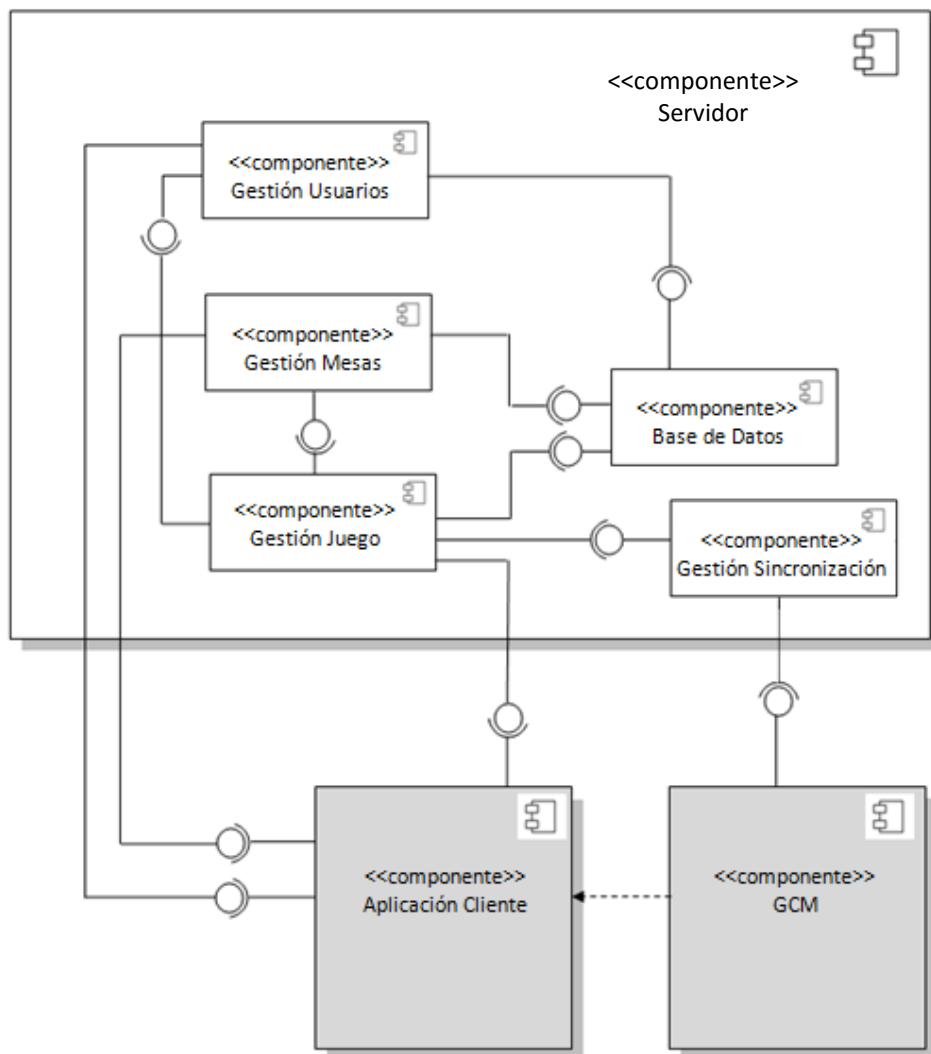 <<componente>>
Servidor
<<componente>>
Gestión Usuarios
<<componente>>
Gestión Mesas
<<componente>>
Base de Datos
<<componente>>
Gestión Juego
<<componente>>
Gestión Sincronización
<<componente>>
Aplicación Cliente
<<componente>>
GCM